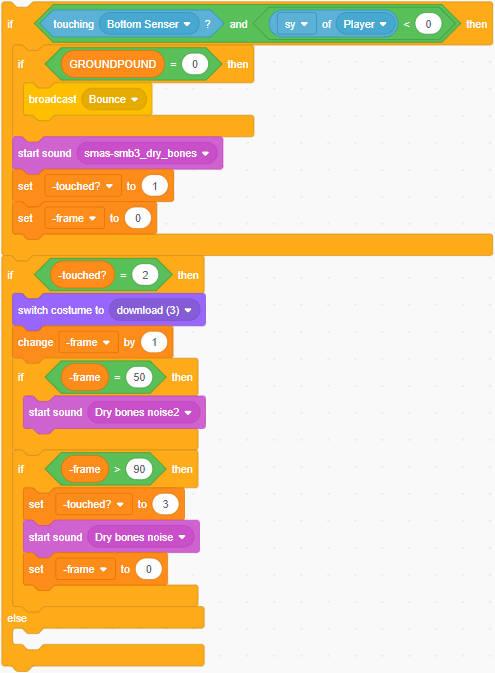 if touching Bottom Senser ? and sy of Player < 0 then
if GROUNDPOUND = 0 then
broadcast Bounce
start sound smas-smb3_dry_bones
set -touched? to 1
set -frame to 0
if -touched? = 2 then
switch costume to download (3)
change -frame by 1
if -frame = 50 then
start sound Dry bones noise2
if -frame > 90 then
set -touched? to 3
start sound Dry bones noise
set -frame to 0
else